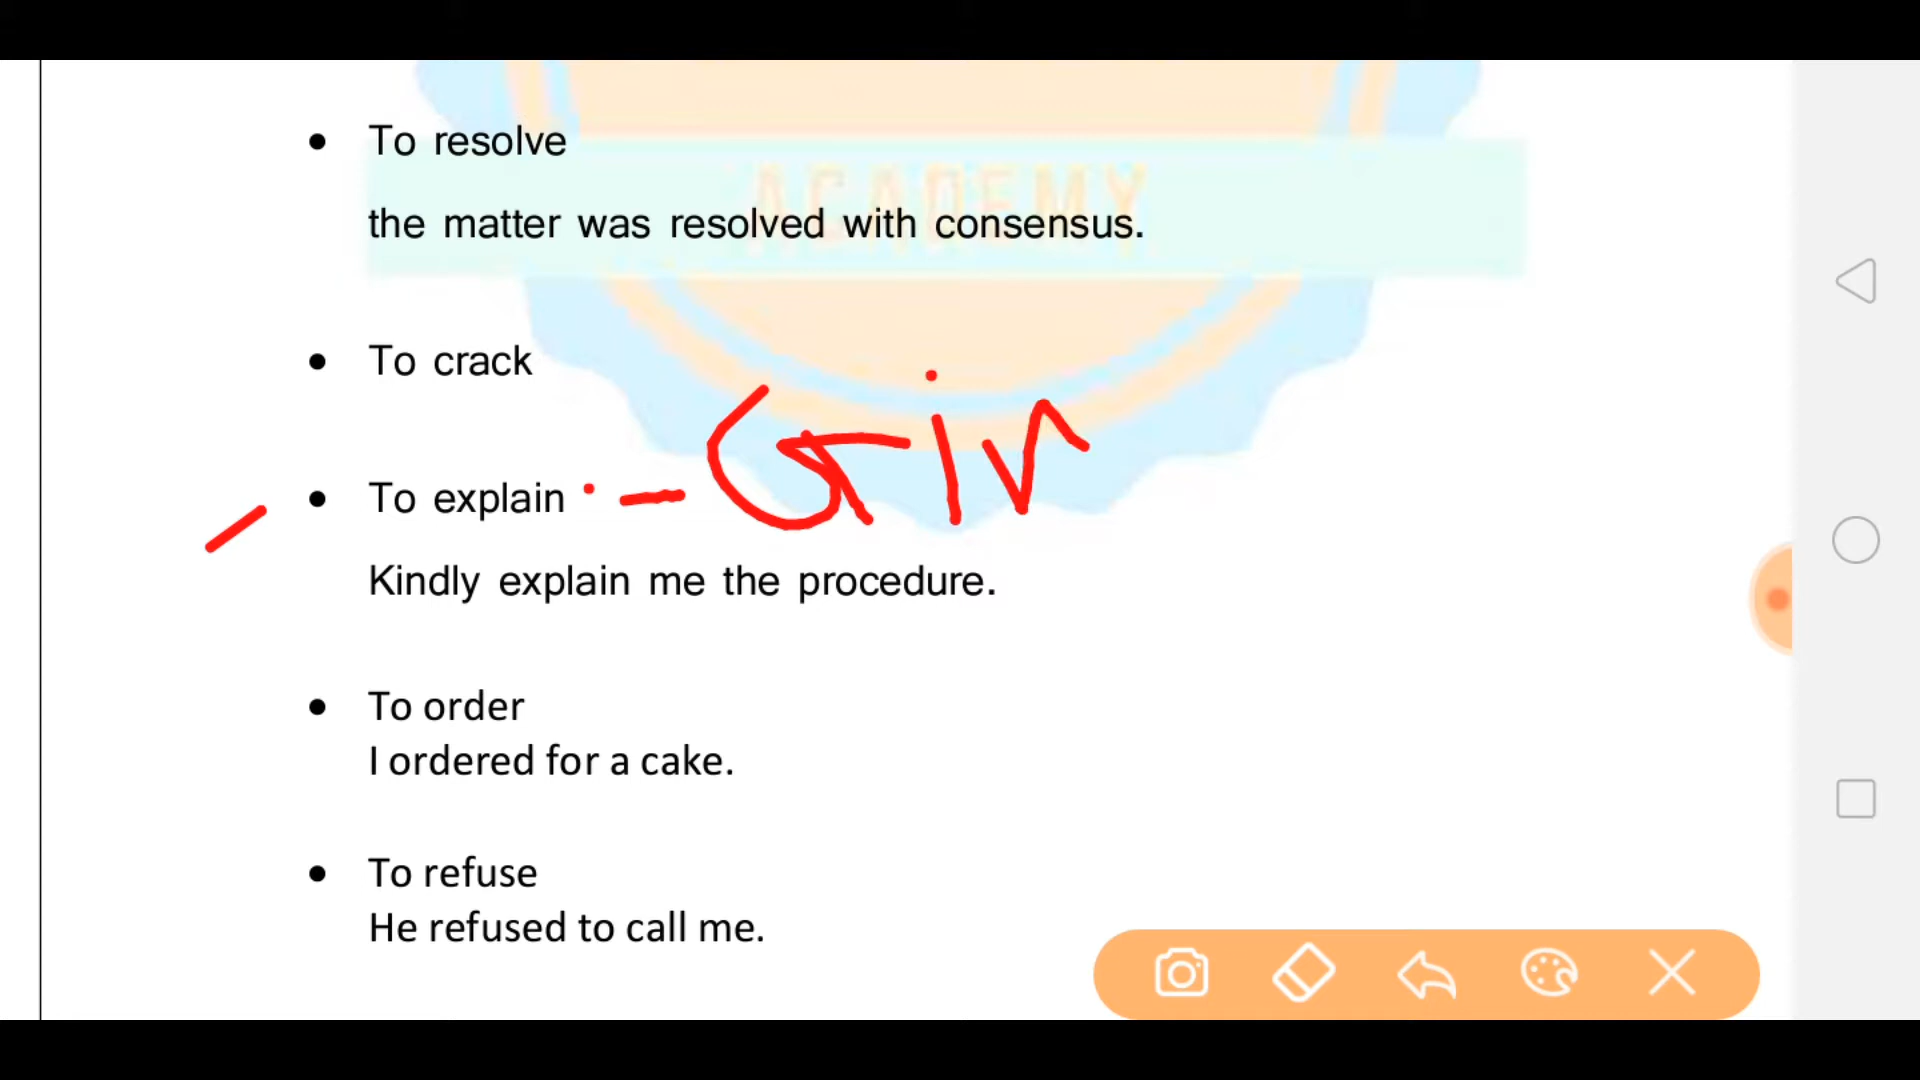 ACADEMY
• To resolve
the matter was resolved with consensus.
• To crack
• To explain
Kindly explain me the procedure.
• To order
I ordered for a cake.
• To refuse
He refused to call me.